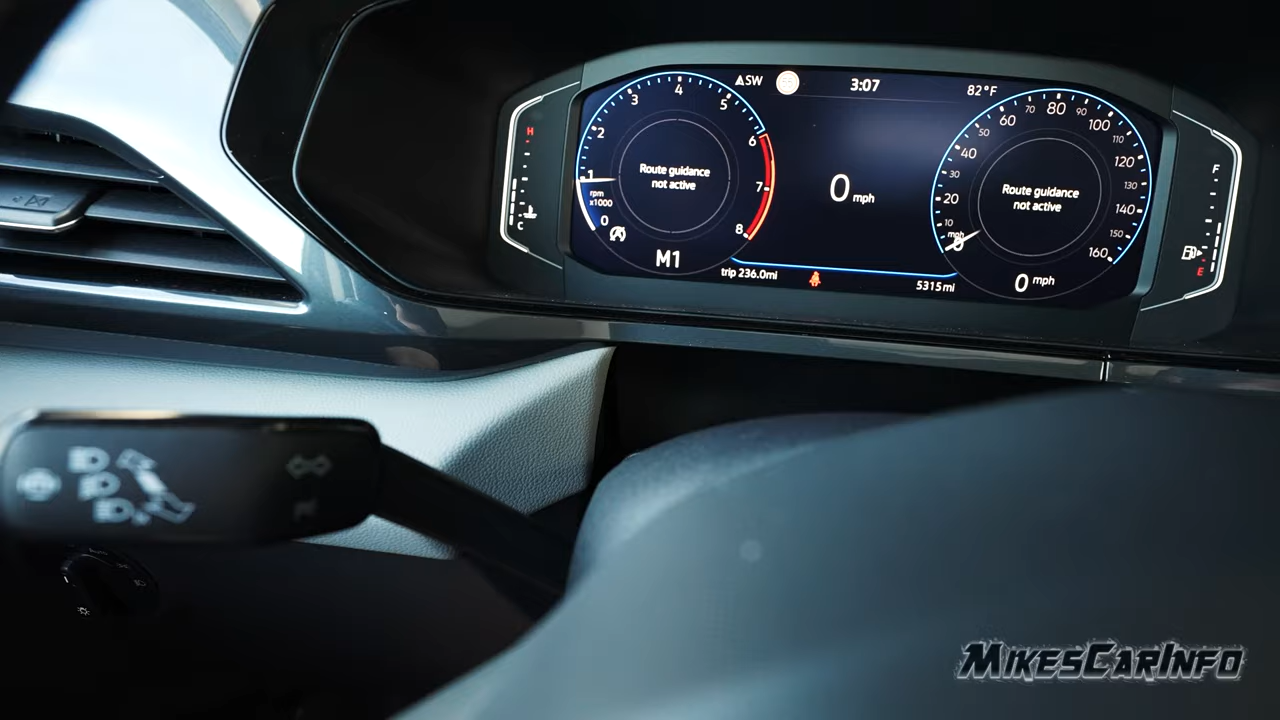 SW
3:07
82°F
H
C
0
1
2
3
4
5
6
7
8
rpm
x1000
Route guidance
not active
M1
0 mph
trip 236.0mi
5315mi
0
10
20
30
40
50
60
70
80
90
100
110
120
130
140
150
160
mph
Route guidance
not active
0 mph
F
E
MIKESCARINFO